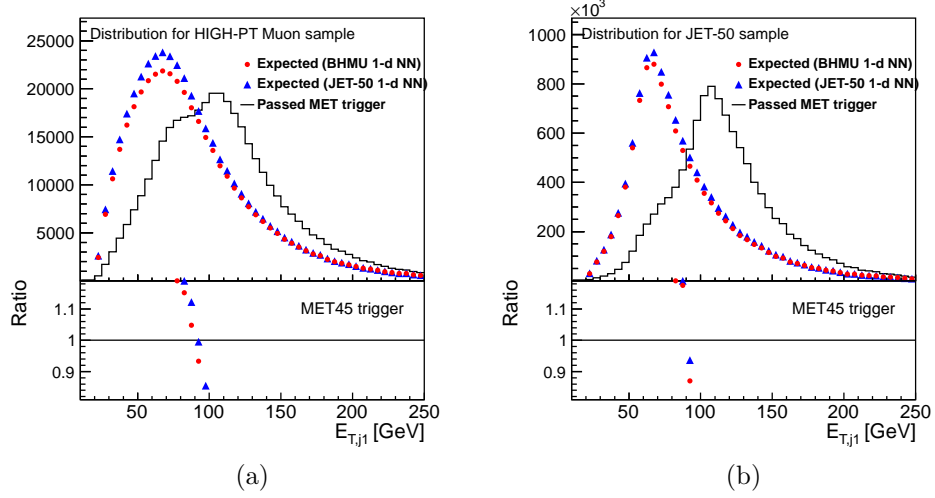 Distribution for HIGH-PT Muon sample
Expected (BHMU 1-d NN)
Expected (JET-50 1-d NN)
Passed MET trigger
25000
20000
15000
10000
5000
Ratio
MET45 trigger
1.1
1
0.9
50 100 150 200 250
E_{T,j1} [GeV]
(a)
×10³
Distribution for JET-50 sample
Expected (BHMU 1-d NN)
Expected (JET-50 1-d NN)
Passed MET trigger
1000
800
600
400
200
Ratio
MET45 trigger
1.1
1
0.9
50 100 150 200 250
E_{T,j1} [GeV]
(b)